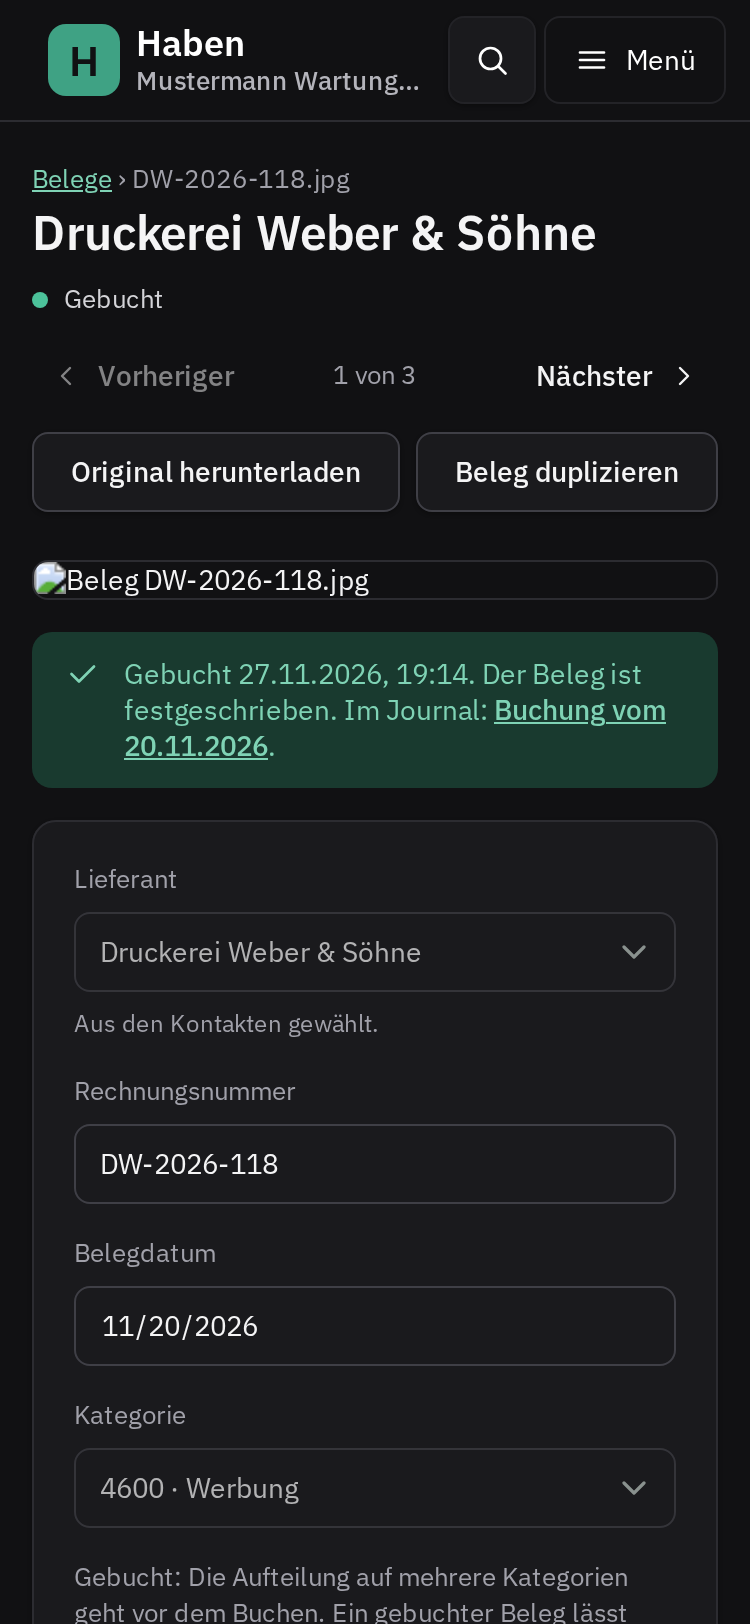 H
Haben
Mustermann Wartung...
Menü
Belege › DW-2026-118.jpg
Druckerei Weber & Söhne
Gebucht
Vorheriger
1 von 3
Nächster
Original herunterladen
Beleg duplizieren
Beleg DW-2026-118.jpg
Gebucht 27.11.2026, 19:14. Der Beleg ist
festgeschrieben. Im Journal: Buchung vom
20.11.2026.
Lieferant
Druckerei Weber & Söhne
Aus den Kontakten gewählt.
Rechnungsnummer
DW-2026-118
Belegdatum
11/20/2026
Kategorie
4600 · Werbung
Gebucht: Die Aufteilung auf mehrere Kategorien
geht vor dem Buchen. Ein gebuchter Beleg lässt